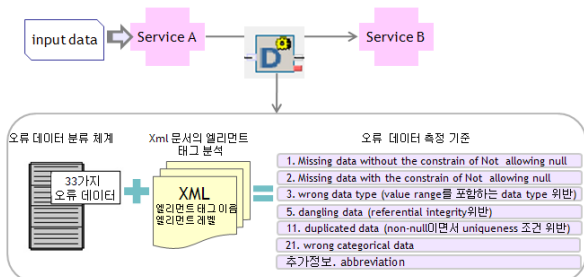 input data
Service A
Service B
D
오류 데이터 분류 체계
33가지
오류 데이터
Xml 문서의 엘리먼트
태그 분석
XML
엘리먼트 태그 이름
엘리먼트 레벨
오류 데이터 측정 기준
1. Missing data without the constrain of Not allowing null
2. Missing data with the constrain of Not allowing null
3. wrong data type (value range를 포함하는 data type 위반)
5. dangling data (referential integrity위반)
11. duplicated data (non-null이면서 uniqueness 조건 위반)
21. wrong categorical data
추가정보. abbreviation